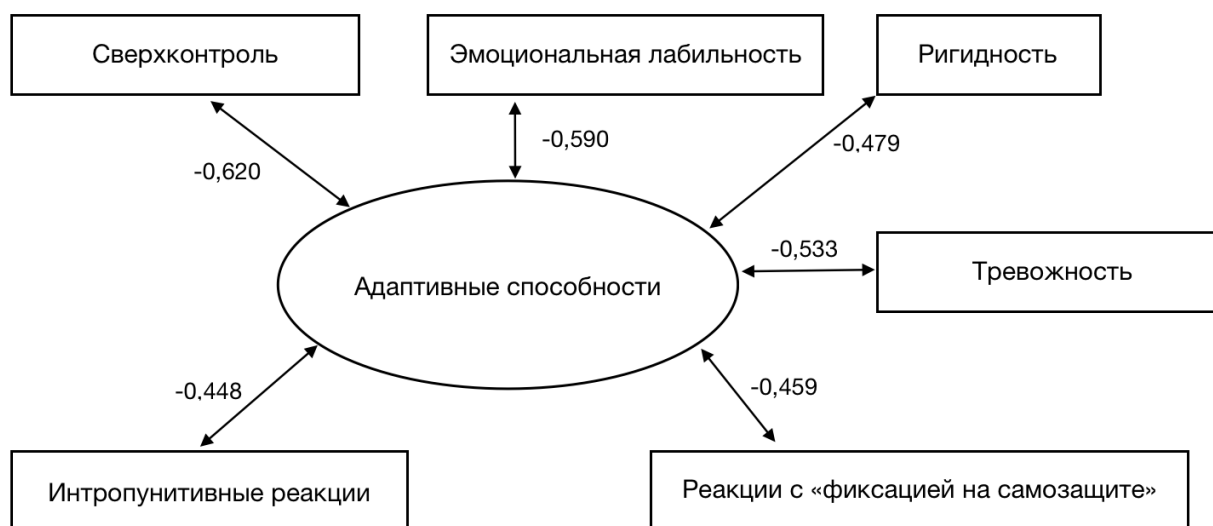 Сверхконтроль
Эмоциональная лабильность
Ригидность
-0,620
-0,590
-0,479
Адаптивные способности
-0,533
Тревожность
-0,448
-0,459
Интропунитивные реакции
Реакции с «фиксацией на самозащите»